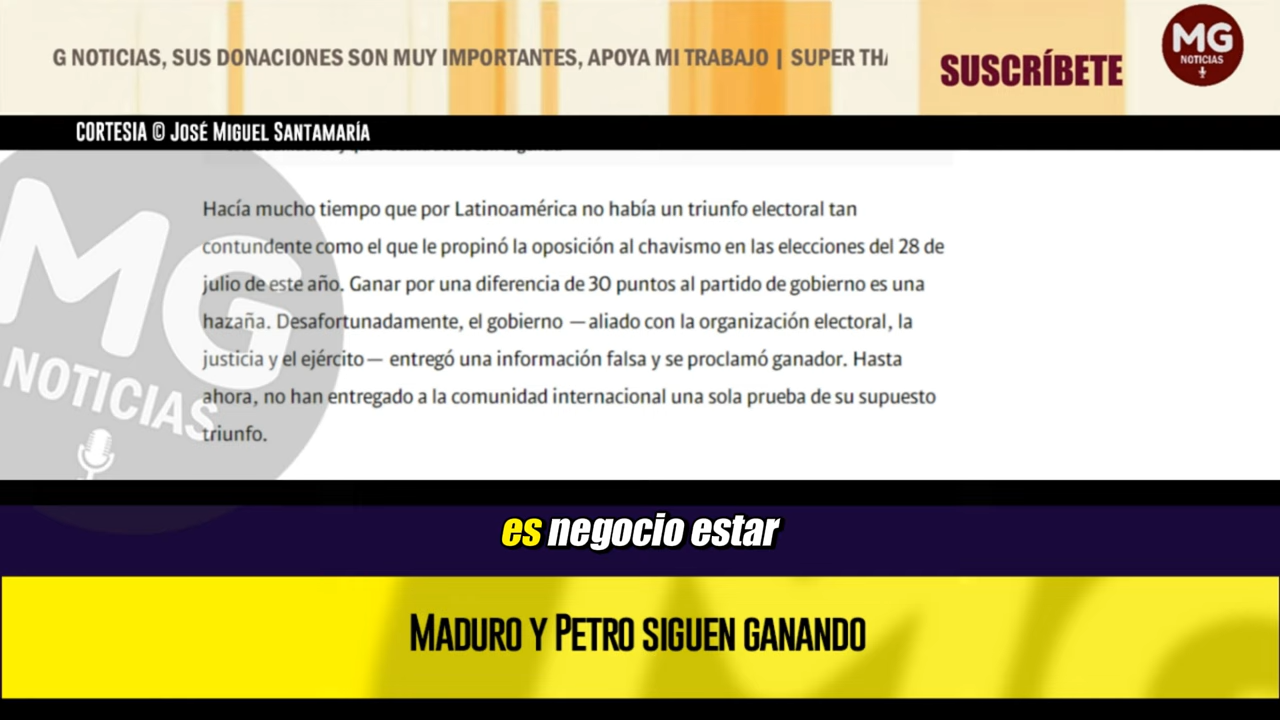 G NOTICIAS, SUS DONACIONES SON MUY IMPORTANTES, APOYA MI TRABAJO | SUPER THA
SUSCRÍBETE
MG
NOTICIAS
CORTESIA © JOSÉ MIGUEL SANTAMARÍA
Hacía mucho tiempo que por Latinoamérica no había un triunfo electoral tan
contundente como el que le propinó la oposición al chavismo en las elecciones del 28 de
julio de este año. Ganar por una diferencia de 30 puntos al partido de gobierno es una
hazaña. Desafortunadamente, el gobierno —aliado con la organización electoral, la
justicia y el ejército— entregó una información falsa y se proclamó ganador. Hasta
ahora, no han entregado a la comunidad internacional una sola prueba de su supuesto
triunfo.
MG
NOTICIAS
es negocio estar
MADURO Y PETRO SIGUEN GANANDO